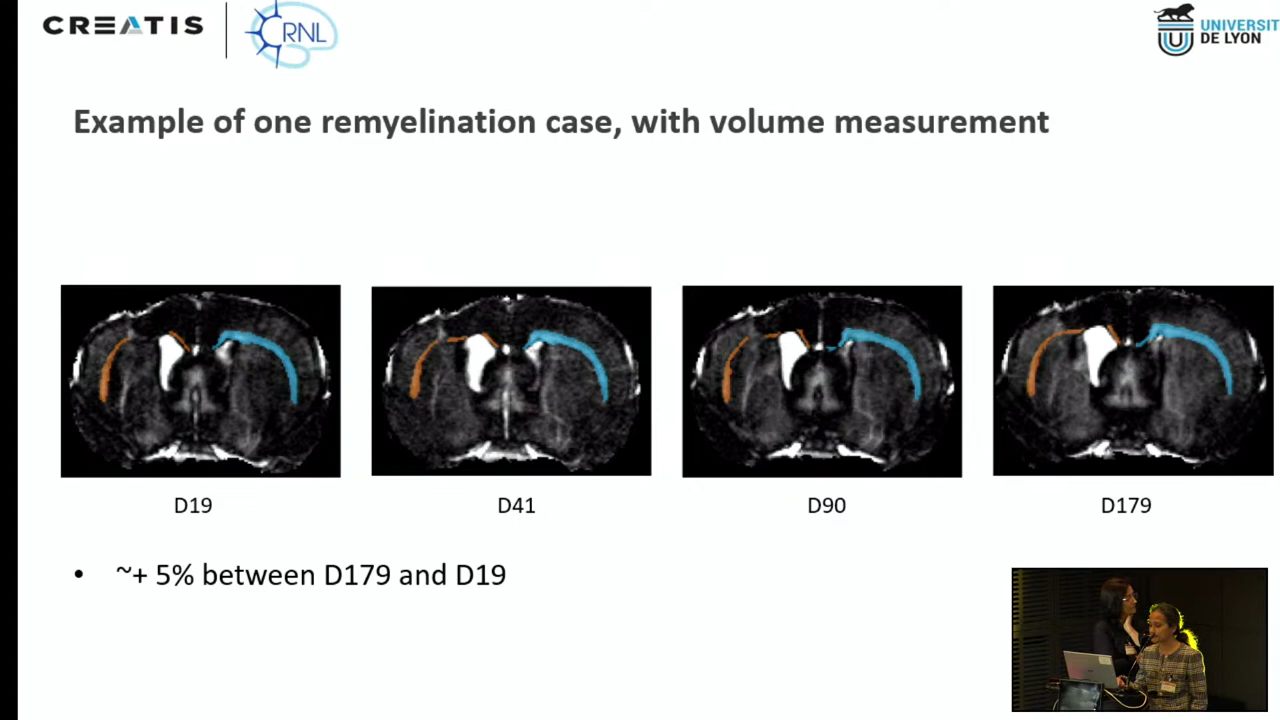 CREATIS
CRNL
UNIVERSIT
DE LYON
Example of one remyelination case, with volume measurement
D19
D41
D90
D179
• ~+ 5% between D179 and D19